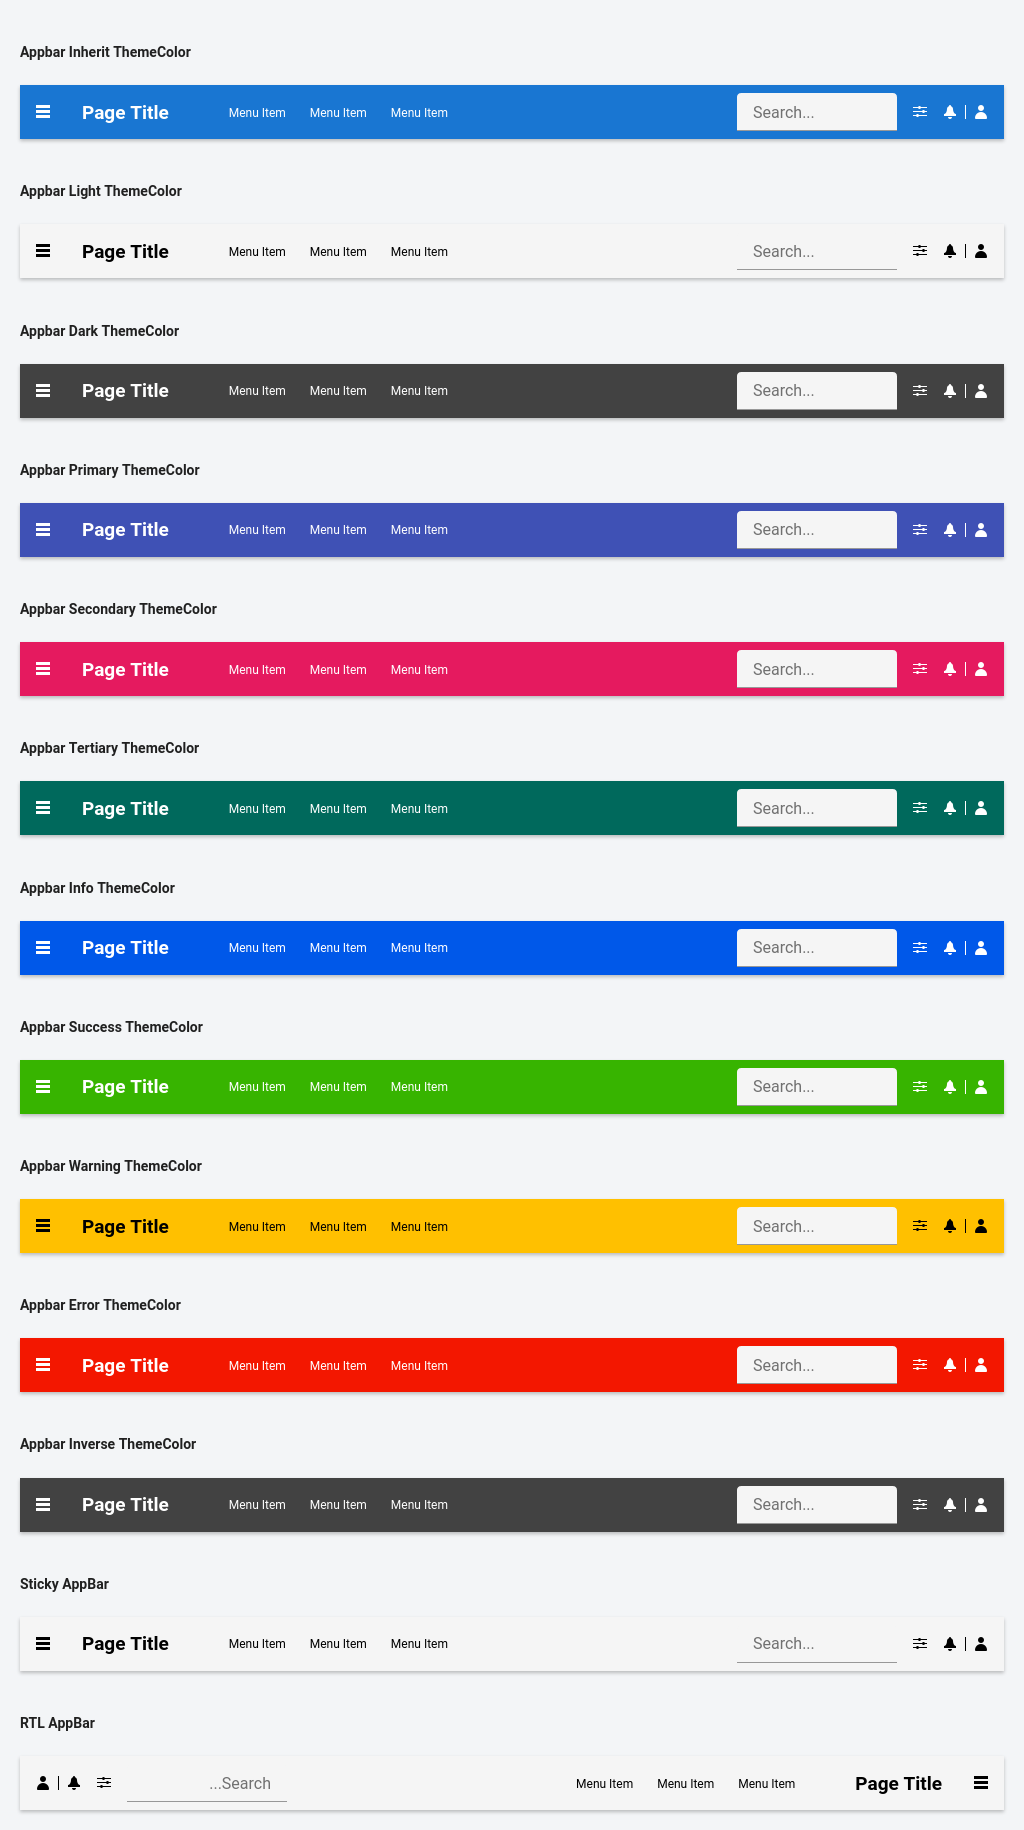 Appbar Inherit ThemeColor
Page Title Menu Item Menu Item Menu Item Search...
Appbar Light ThemeColor
Page Title Menu Item Menu Item Menu Item Search...
Appbar Dark ThemeColor
Page Title Menu Item Menu Item Menu Item Search...
Appbar Primary ThemeColor
Page Title Menu Item Menu Item Menu Item Search...
Appbar Secondary ThemeColor
Page Title Menu Item Menu Item Menu Item Search...
Appbar Tertiary ThemeColor
Page Title Menu Item Menu Item Menu Item Search...
Appbar Info ThemeColor
Page Title Menu Item Menu Item Menu Item Search...
Appbar Success ThemeColor
Page Title Menu Item Menu Item Menu Item Search...
Appbar Warning ThemeColor
Page Title Menu Item Menu Item Menu Item Search...
Appbar Error ThemeColor
Page Title Menu Item Menu Item Menu Item Search...
Appbar Inverse ThemeColor
Page Title Menu Item Menu Item Menu Item Search...
Sticky AppBar
Page Title Menu Item Menu Item Menu Item Search...
RTL AppBar
...Search Menu Item Menu Item Menu Item Page Title